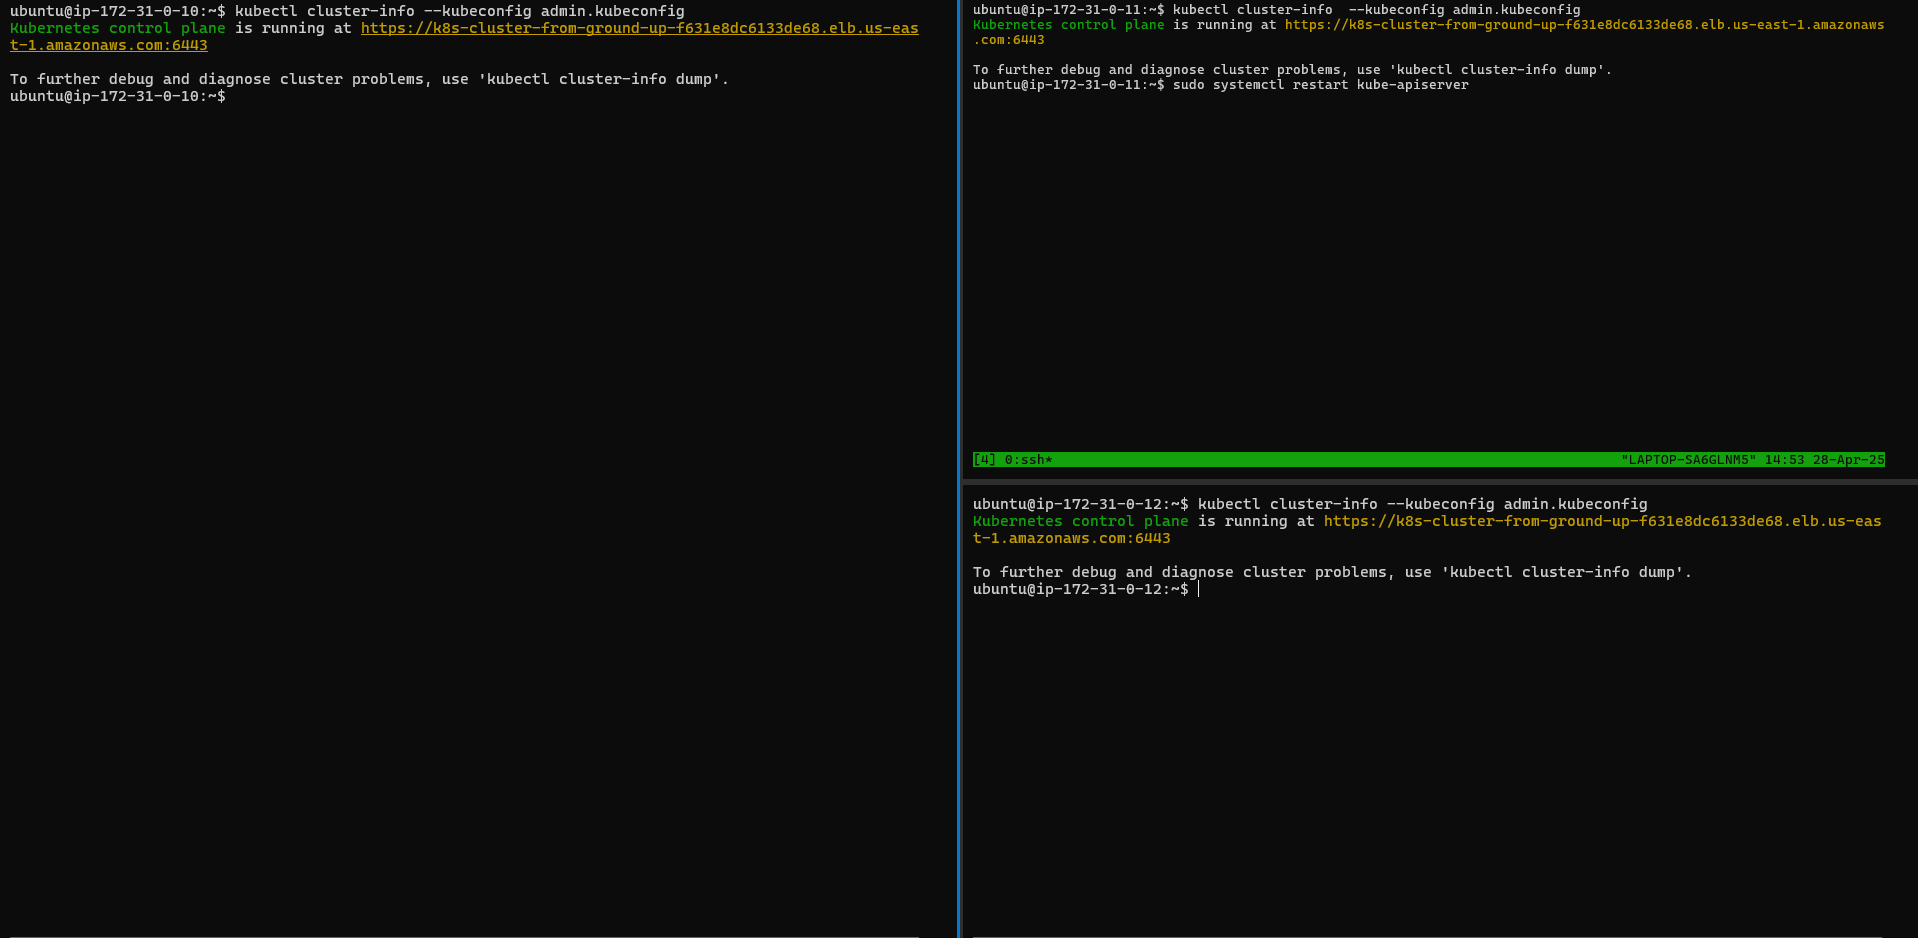 ubuntu@ip-172-31-0-10:~$ kubectl cluster-info --kubeconfig admin.kubeconfig
Kubernetes control plane is running at https://k8s-cluster-from-ground-up-f631e8dc6133de68.elb.us-eas
t-1.amazonaws.com:6443
To further debug and diagnose cluster problems, use 'kubectl cluster-info dump'.
ubuntu@ip-172-31-0-10:~$
ubuntu@ip-172-31-0-11:~$ kubectl cluster-info  --kubeconfig admin.kubeconfig
Kubernetes control plane is running at https://k8s-cluster-from-ground-up-f631e8dc6133de68.elb.us-east-1.amazonaws
.com:6443
To further debug and diagnose cluster problems, use 'kubectl cluster-info dump'.
ubuntu@ip-172-31-0-11:~$ sudo systemctl restart kube-apiserver
[4] 0:ssh* "LAPTOP-SA6GLNM5" 14:53 28-Apr-25
ubuntu@ip-172-31-0-12:~$ kubectl cluster-info --kubeconfig admin.kubeconfig
Kubernetes control plane is running at https://k8s-cluster-from-ground-up-f631e8dc6133de68.elb.us-eas
t-1.amazonaws.com:6443
To further debug and diagnose cluster problems, use 'kubectl cluster-info dump'.
ubuntu@ip-172-31-0-12:~$